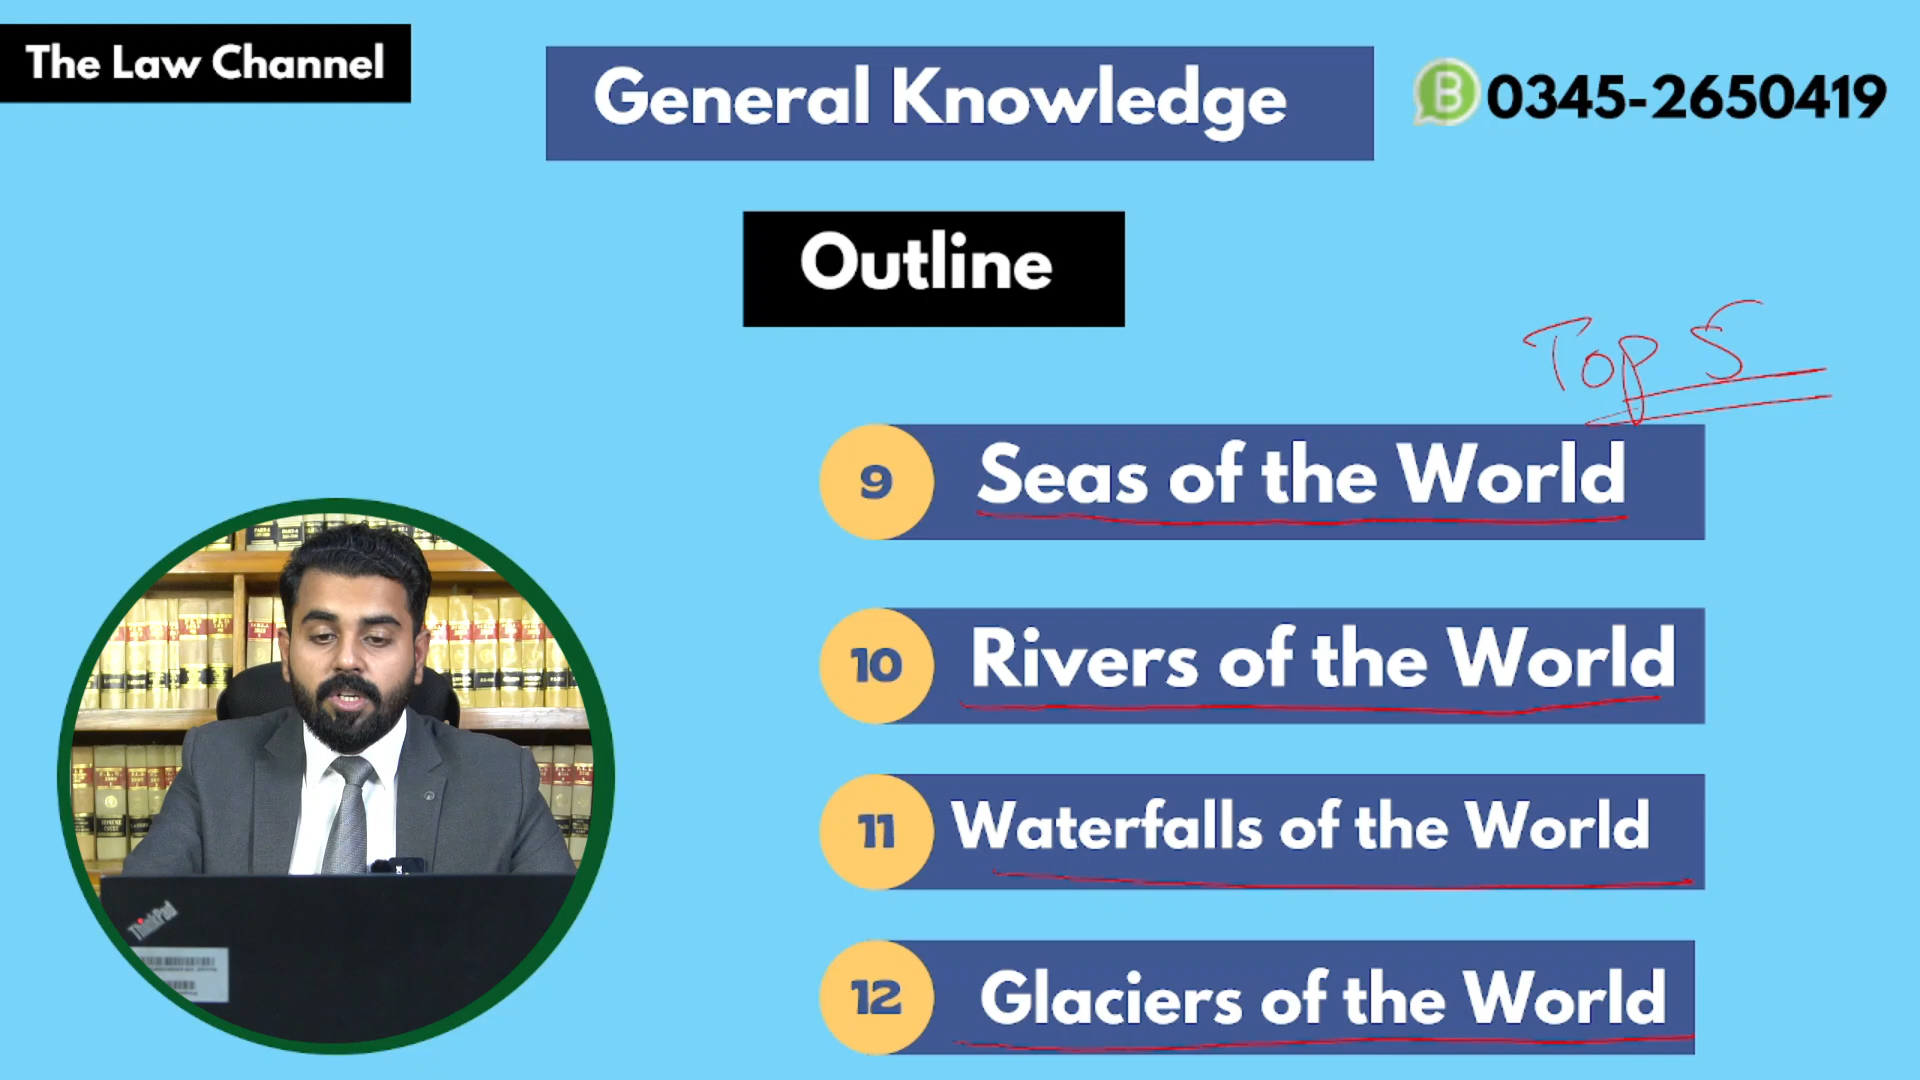 The Law Channel
General Knowledge
B 0345-2650419
Outline
Top 5
9 Seas of the World
10 Rivers of the World
11 Waterfalls of the World
12 Glaciers of the World
ThinkPad